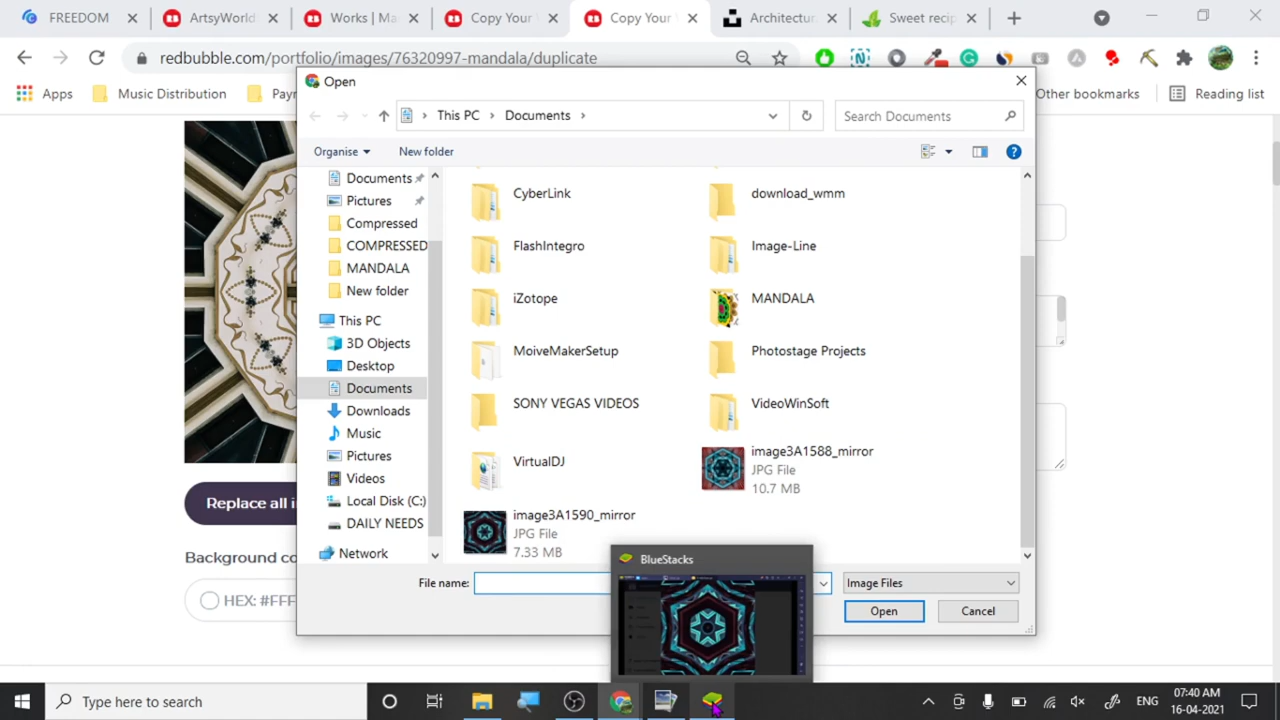 FREEDOM
ArtsyWorld
Works | Ma
Copy Your
Copy Your
Architectur
Sweet recip
redbubble.com/portfolio/images/76320997-mandala/duplicate
Apps
Music Distribution
Payn
Other bookmarks
Reading list
Open
This PC
Documents
Search Documents
Organise
New folder
Documents
Pictures
Compressed
COMPRESSED
MANDALA
New folder
This PC
3D Objects
Desktop
Documents
Downloads
Music
Pictures
Videos
Local Disk (C:)
DAILY NEEDS
Network
CyberLink
download_wmm
FlashIntegro
Image-Line
iZotope
MANDALA
MoiveMakerSetup
Photostage Projects
SONY VEGAS VIDEOS
VideoWinSoft
VirtualDJ
image3A1588_mirror
JPG File
10.7 MB
image3A1590_mirror
JPG File
7.33 MB
File name:
Image Files
Open
Cancel
Replace all i
Background co
HEX: #FFF
BlueStacks
Type here to search
ENG
07:40 AM
16-04-2021